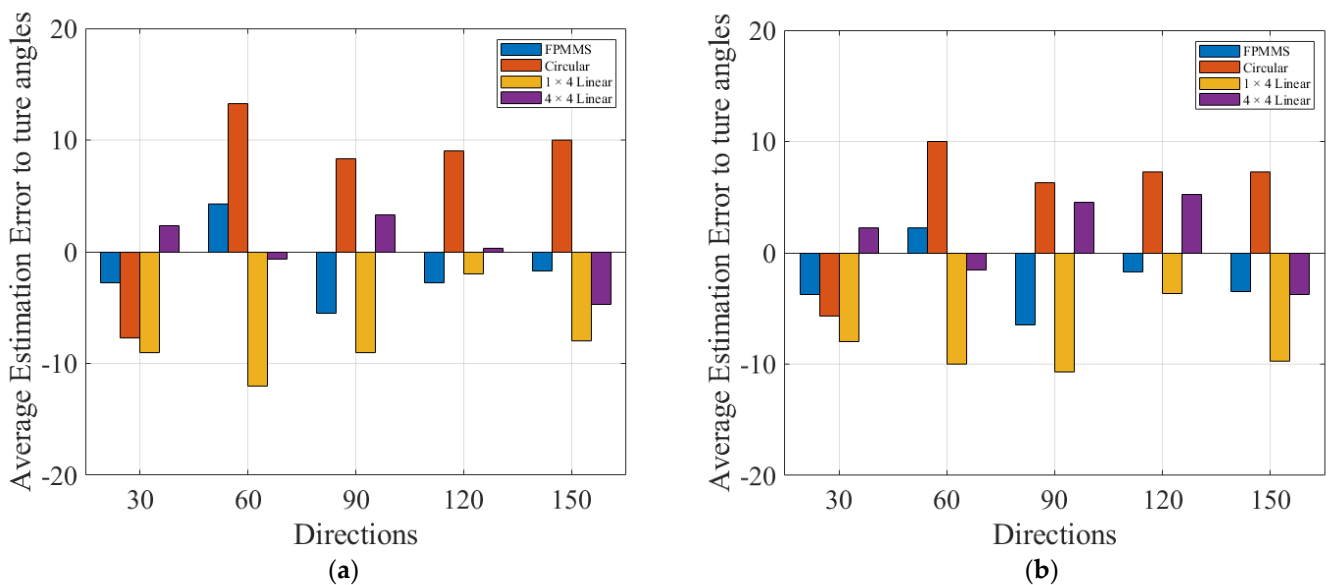 Average Estimation Error to ture angles
20
10
0
-10
-20
FPMMS
Circular
1 × 4 Linear
4 × 4 Linear
30 60 90 120 150
Directions
(a)
Average Estimation Error to ture angles
20
10
0
-10
-20
FPMMS
Circular
1 × 4 Linear
4 × 4 Linear
30 60 90 120 150
Directions
(b)